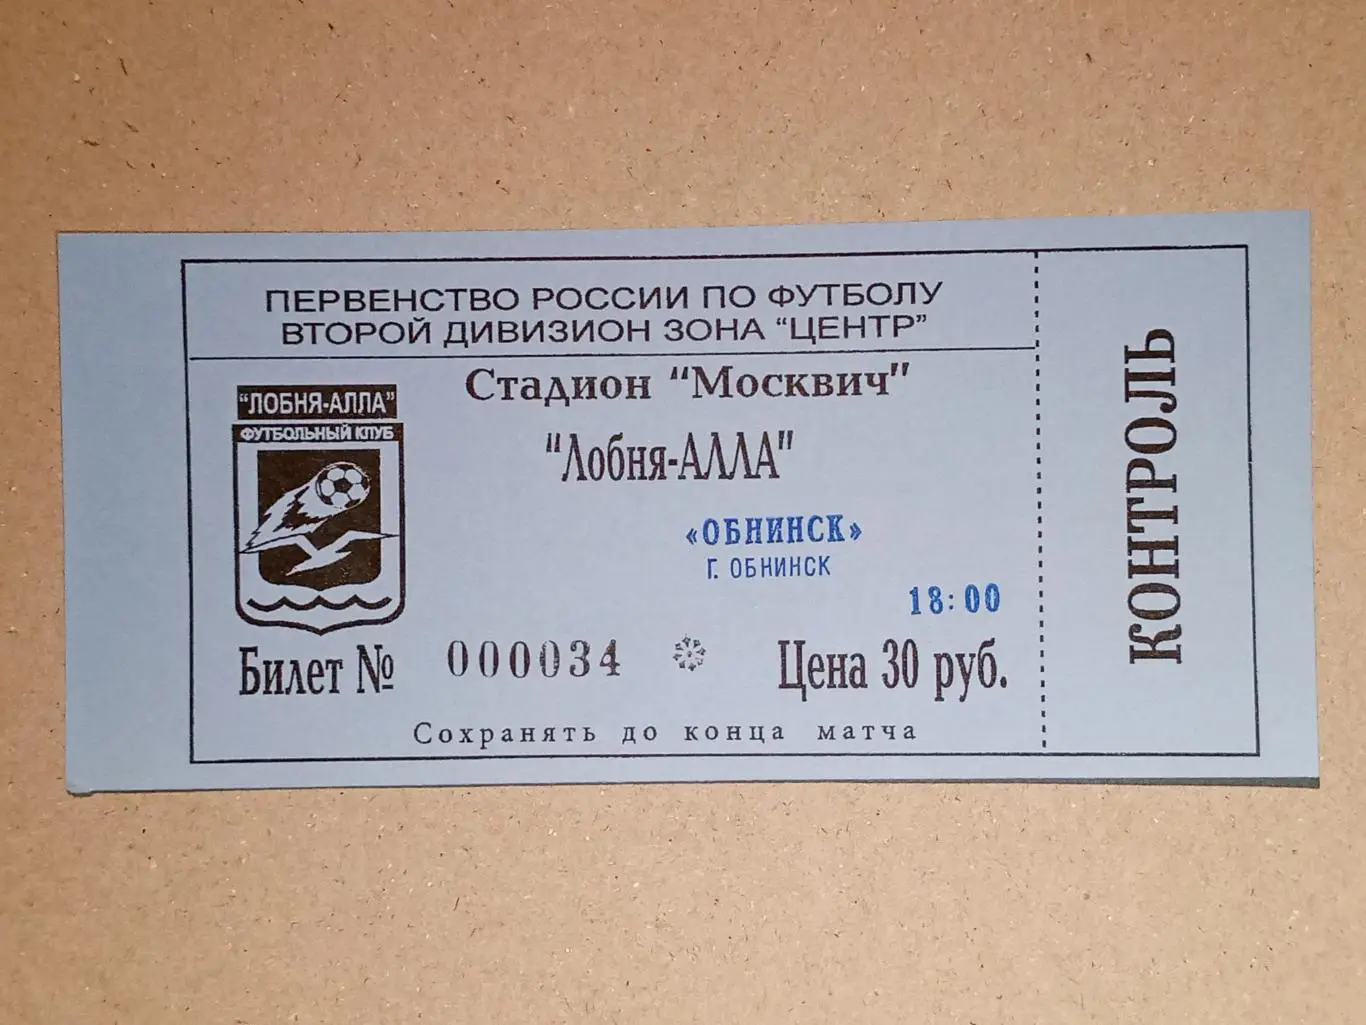 ПЕРВЕНСТВО РОССИИ ПО ФУТБОЛУ
ВТОРОЙ ДИВИЗИОН ЗОНА "ЦЕНТР"
Стадион "Москвич"
"ЛОБНЯ-АЛЛА"
ФУТБОЛЬНЫЙ КЛУБ
"Лобня-АЛЛА"
«ОБНИНСК»
Г. ОБНИНСК
18:00
Билет № 000034 Цена 30 руб.
Сохранять до конца матча
КОНТРОЛЬ